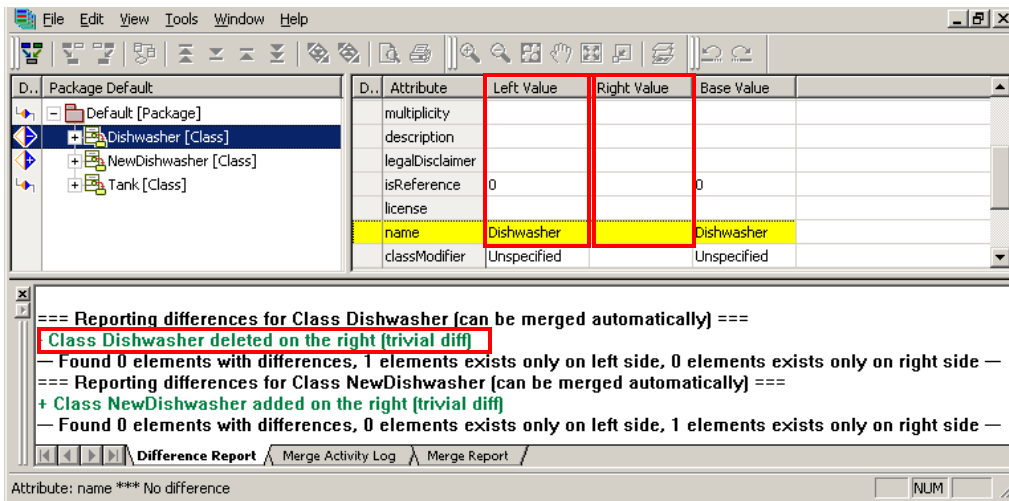 File Edit View Tools Window Help
D.. Package Default
Default [Package]
Dishwasher [Class]
NewDishwasher [Class]
Tank [Class]
D.. Attribute Left Value Right Value Base Value
multiplicity
description
legalDisclaimer
isReference 0 0
license
name Dishwasher Dishwasher
classModifier Unspecified Unspecified
=== Reporting differences for Class Dishwasher (can be merged automatically) ===
- Class Dishwasher deleted on the right (trivial diff)
— Found 0 elements with differences, 1 elements exists only on left side, 0 elements exists only on right side —
=== Reporting differences for Class NewDishwasher (can be merged automatically) ===
+ Class NewDishwasher added on the right (trivial diff)
— Found 0 elements with differences, 0 elements exists only on left side, 1 elements exists only on right side —
Difference Report Merge Activity Log Merge Report
Attribute: name *** No difference NUM